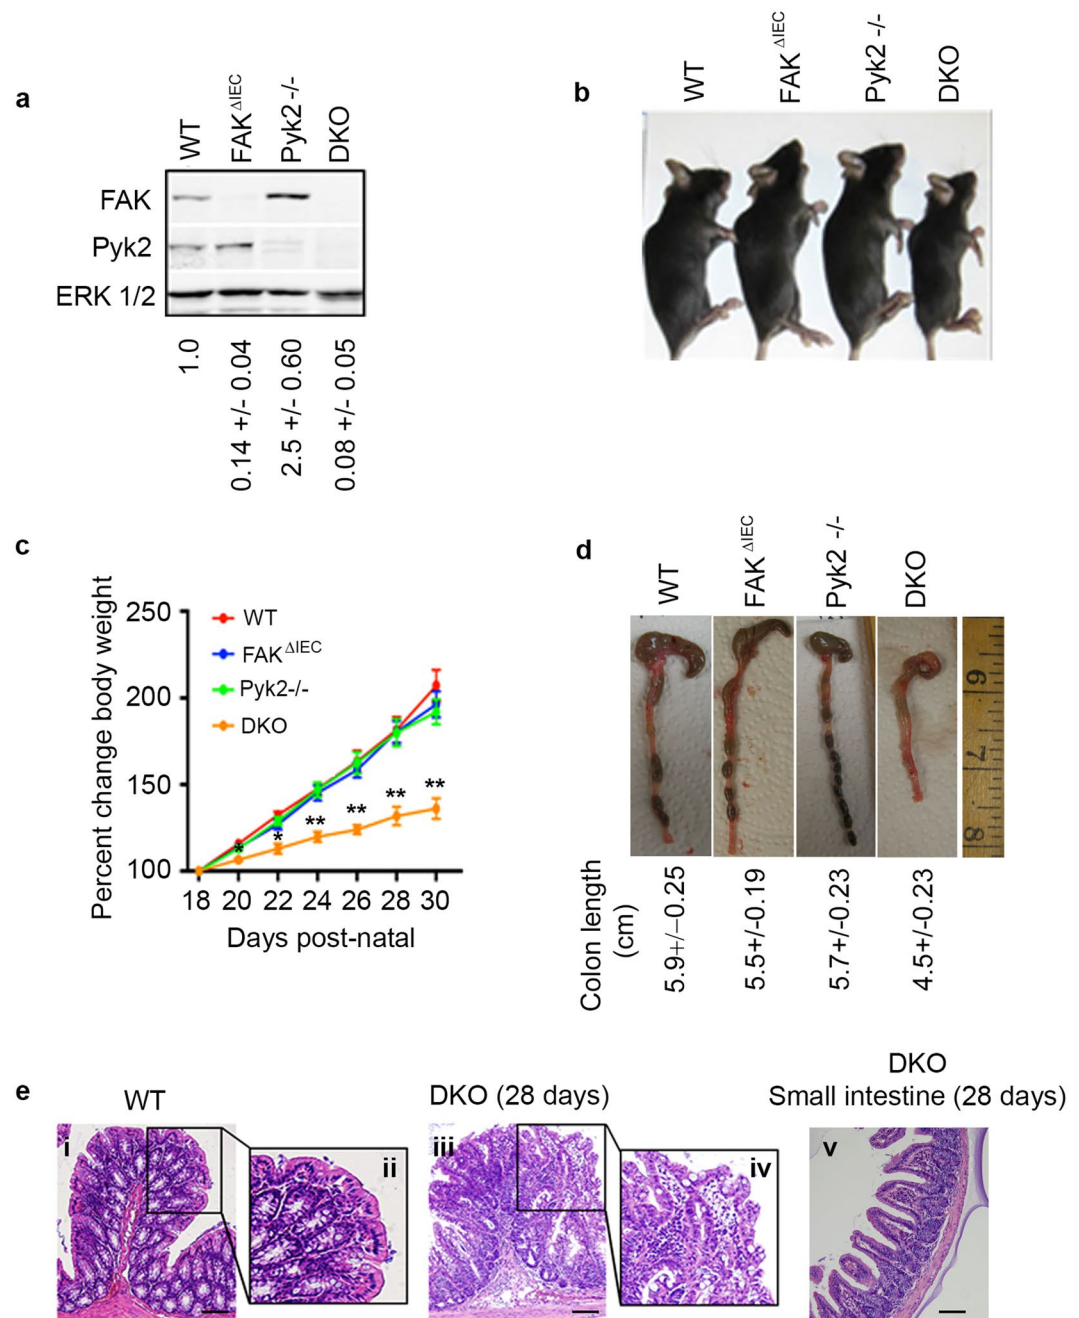 a
WT
FAK ΔIEC
Pyk2 -/-
DKO
FAK
Pyk2
ERK 1/2
1.0
0.14 +/- 0.04
2.5 +/- 0.60
0.08 +/- 0.05
b
WT
FAK ΔIEC
Pyk2 -/-
DKO
c
Percent change body weight
250
200
150
100
WT
FAK ΔIEC
Pyk2-/-
DKO
*
*
**
**
**
**
18 20 22 24 26 28 30
Days post-natal
d
WT
FAK ΔIEC
Pyk2 -/-
DKO
6
7
8
Colon length
(cm)
5.9+/−0.25
5.5+/-0.19
5.7+/-0.23
4.5+/-0.23
e
WT
DKO (28 days)
DKO
Small intestine (28 days)
i
ii
iii
iv
v